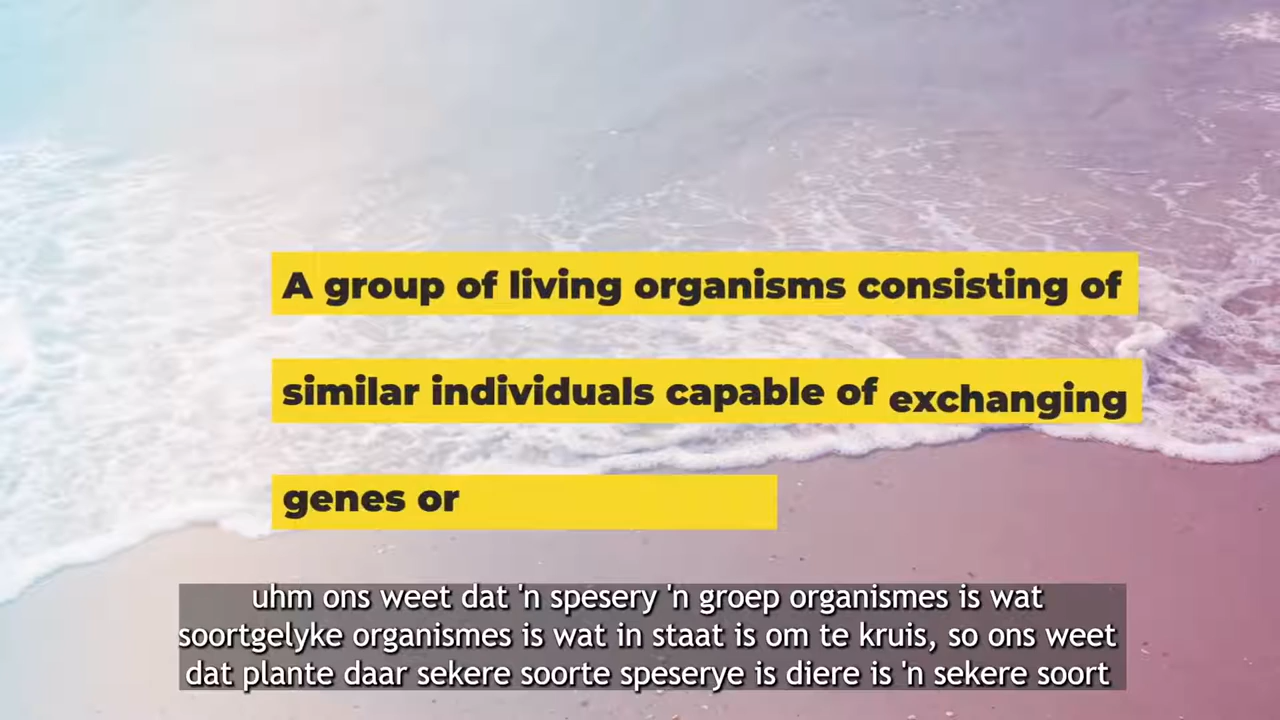 A group of living organisms consisting of
similar individuals capable of exchanging
genes or
uhm ons weet dat 'n spesery 'n groep organismes is wat
soortgelyke organismes is wat in staat is om te kruis, so ons weet
dat plante daar sekere soorte speserye is diere is 'n sekere soort